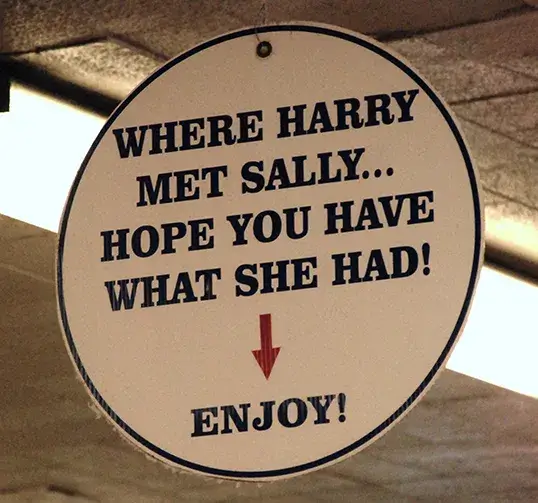 WHERE HARRY
MET SALLY...
HOPE YOU HAVE
WHAT SHE HAD!
ENJOY!